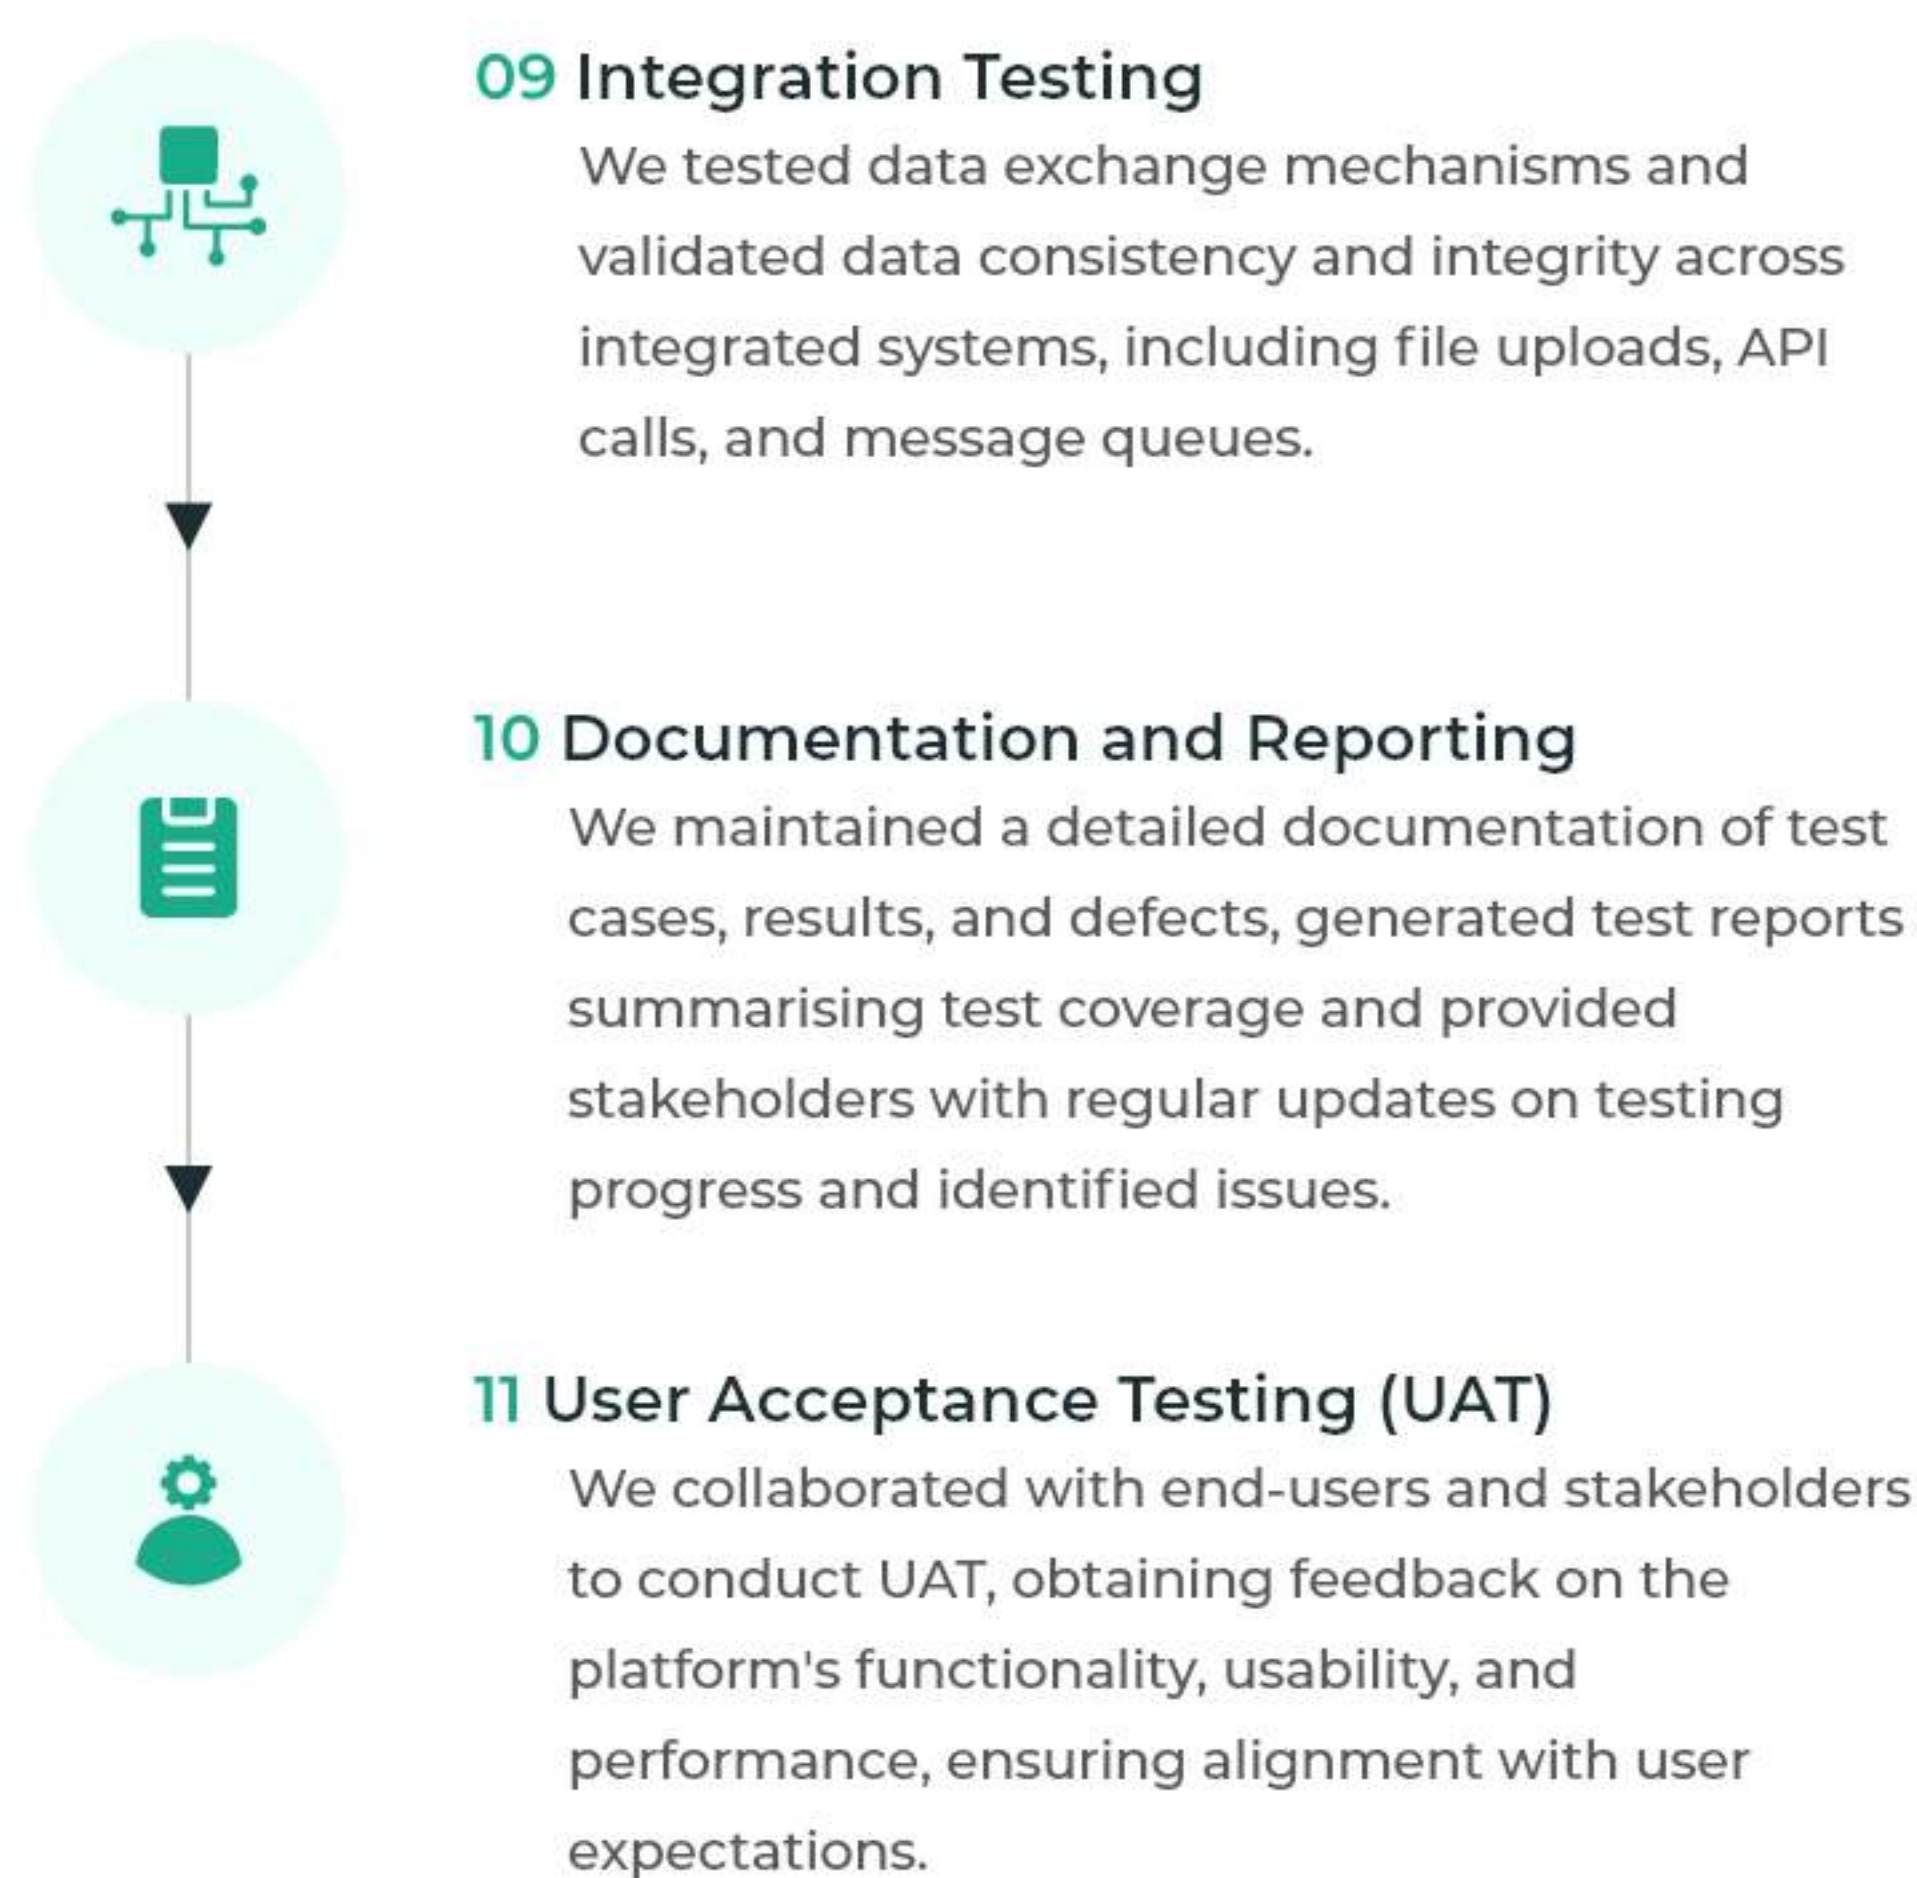 09 Integration Testing
We tested data exchange mechanisms and
validated data consistency and integrity across
integrated systems, including file uploads, API
calls, and message queues.
10 Documentation and Reporting
We maintained a detailed documentation of test
cases, results, and defects, generated test reports
summarising test coverage and provided
stakeholders with regular updates on testing
progress and identified issues.
11 User Acceptance Testing (UAT)
We collaborated with end-users and stakeholders
to conduct UAT, obtaining feedback on the
platform's functionality, usability, and
performance, ensuring alignment with user
expectations.